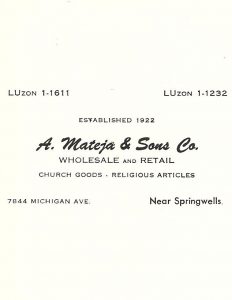 LUzon 1-1611 LUzon 1-1232
ESTABLISHED 1922
A. Mateja & Sons Co.
WHOLESALE AND RETAIL
CHURCH GOODS · RELIGIOUS ARTICLES
7844 MICHIGAN AVE. Near Springwells.